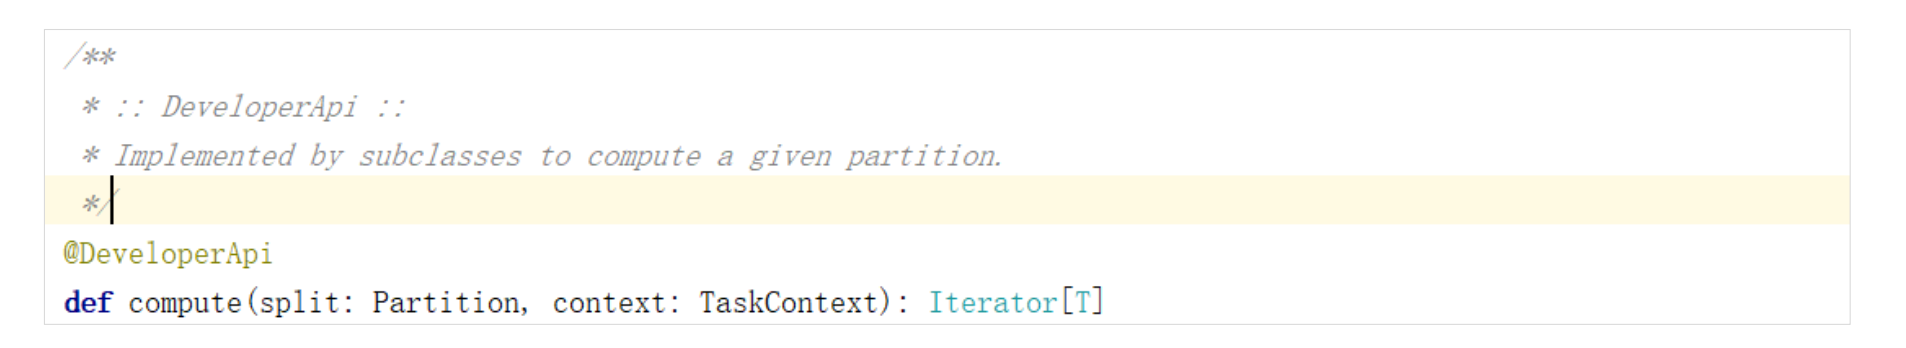 /**
 * :: DeveloperApi ::
 * Implemented by subclasses to compute a given partition.
 */
@DeveloperApi
def compute(split: Partition, context: TaskContext): Iterator[T]